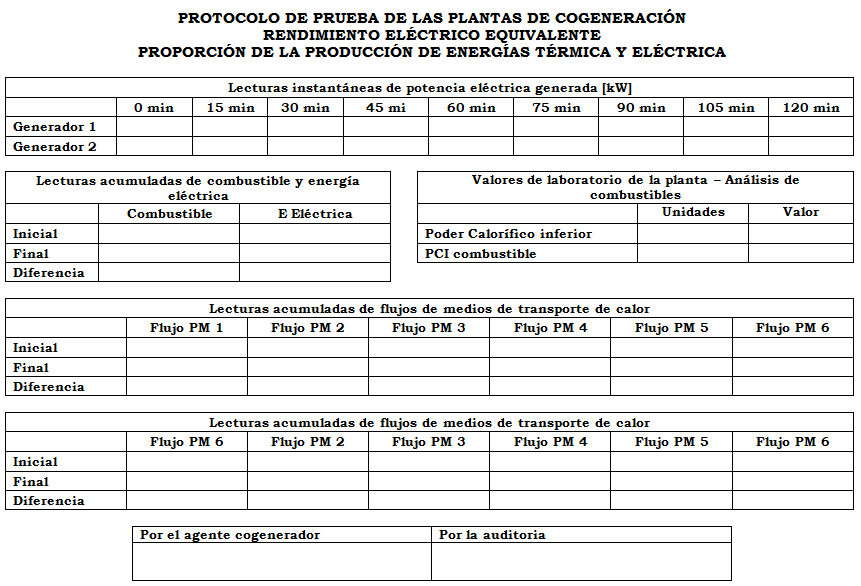 PROTOCOLO DE PRUEBA DE LAS PLANTAS DE COGENERACIÓN
RENDIMIENTO ELÉCTRICO EQUIVALENTE
PROPORCIÓN DE LA PRODUCCIÓN DE ENERGÍAS TÉRMICA Y ELÉCTRICA
Lecturas instantáneas de potencia eléctrica generada [kW]
0 min 15 min 30 min 45 mi 60 min 75 min 90 min 105 min 120 min
Generador 1
Generador 2
Lecturas acumuladas de combustible y energía
eléctrica
Combustible E Eléctrica
Inicial
Final
Diferencia
Valores de laboratorio de la planta – Análisis de
combustibles
Unidades Valor
Poder Calorífico inferior
PCI combustible
Lecturas acumuladas de flujos de medios de transporte de calor
Flujo PM 1 Flujo PM 2 Flujo PM 3 Flujo PM 4 Flujo PM 5 Flujo PM 6
Inicial
Final
Diferencia
Lecturas acumuladas de flujos de medios de transporte de calor
Flujo PM 6 Flujo PM 2 Flujo PM 3 Flujo PM 4 Flujo PM 5 Flujo PM 6
Inicial
Final
Diferencia
Por el agente cogenerador Por la auditoria